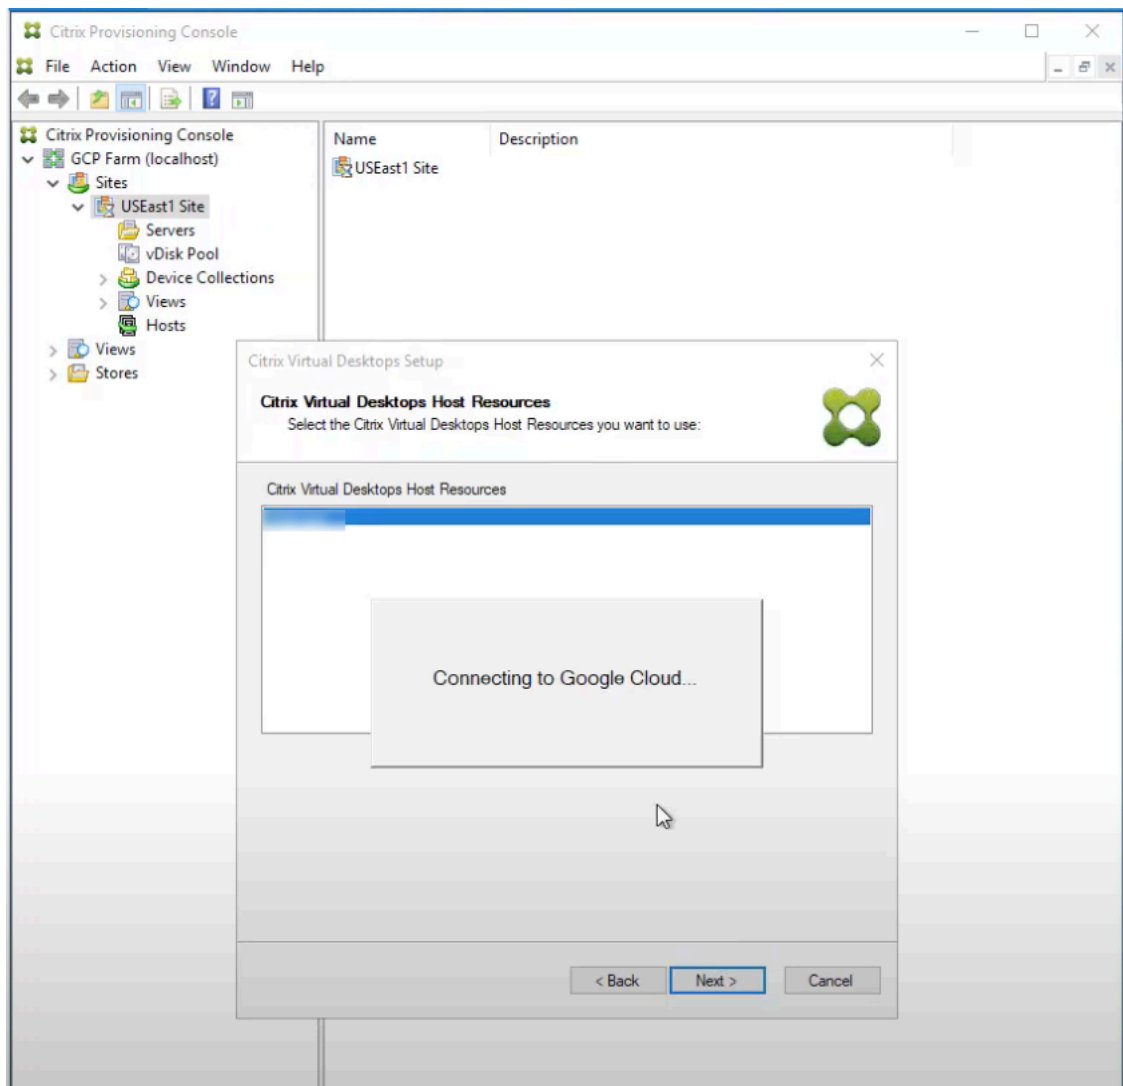 Citrix Provisioning Console
File Action View Window Help
Citrix Provisioning Console
GCP Farm (localhost)
Sites
USEast1 Site
Servers
vDisk Pool
Device Collections
Views
Hosts
Views
Stores
Name Description
USEast1 Site
Citrix Virtual Desktops Setup
Citrix Virtual Desktops Host Resources
Select the Citrix Virtual Desktops Host Resources you want to use:
Citrix Virtual Desktops Host Resources
Connecting to Google Cloud...
< Back Next > Cancel